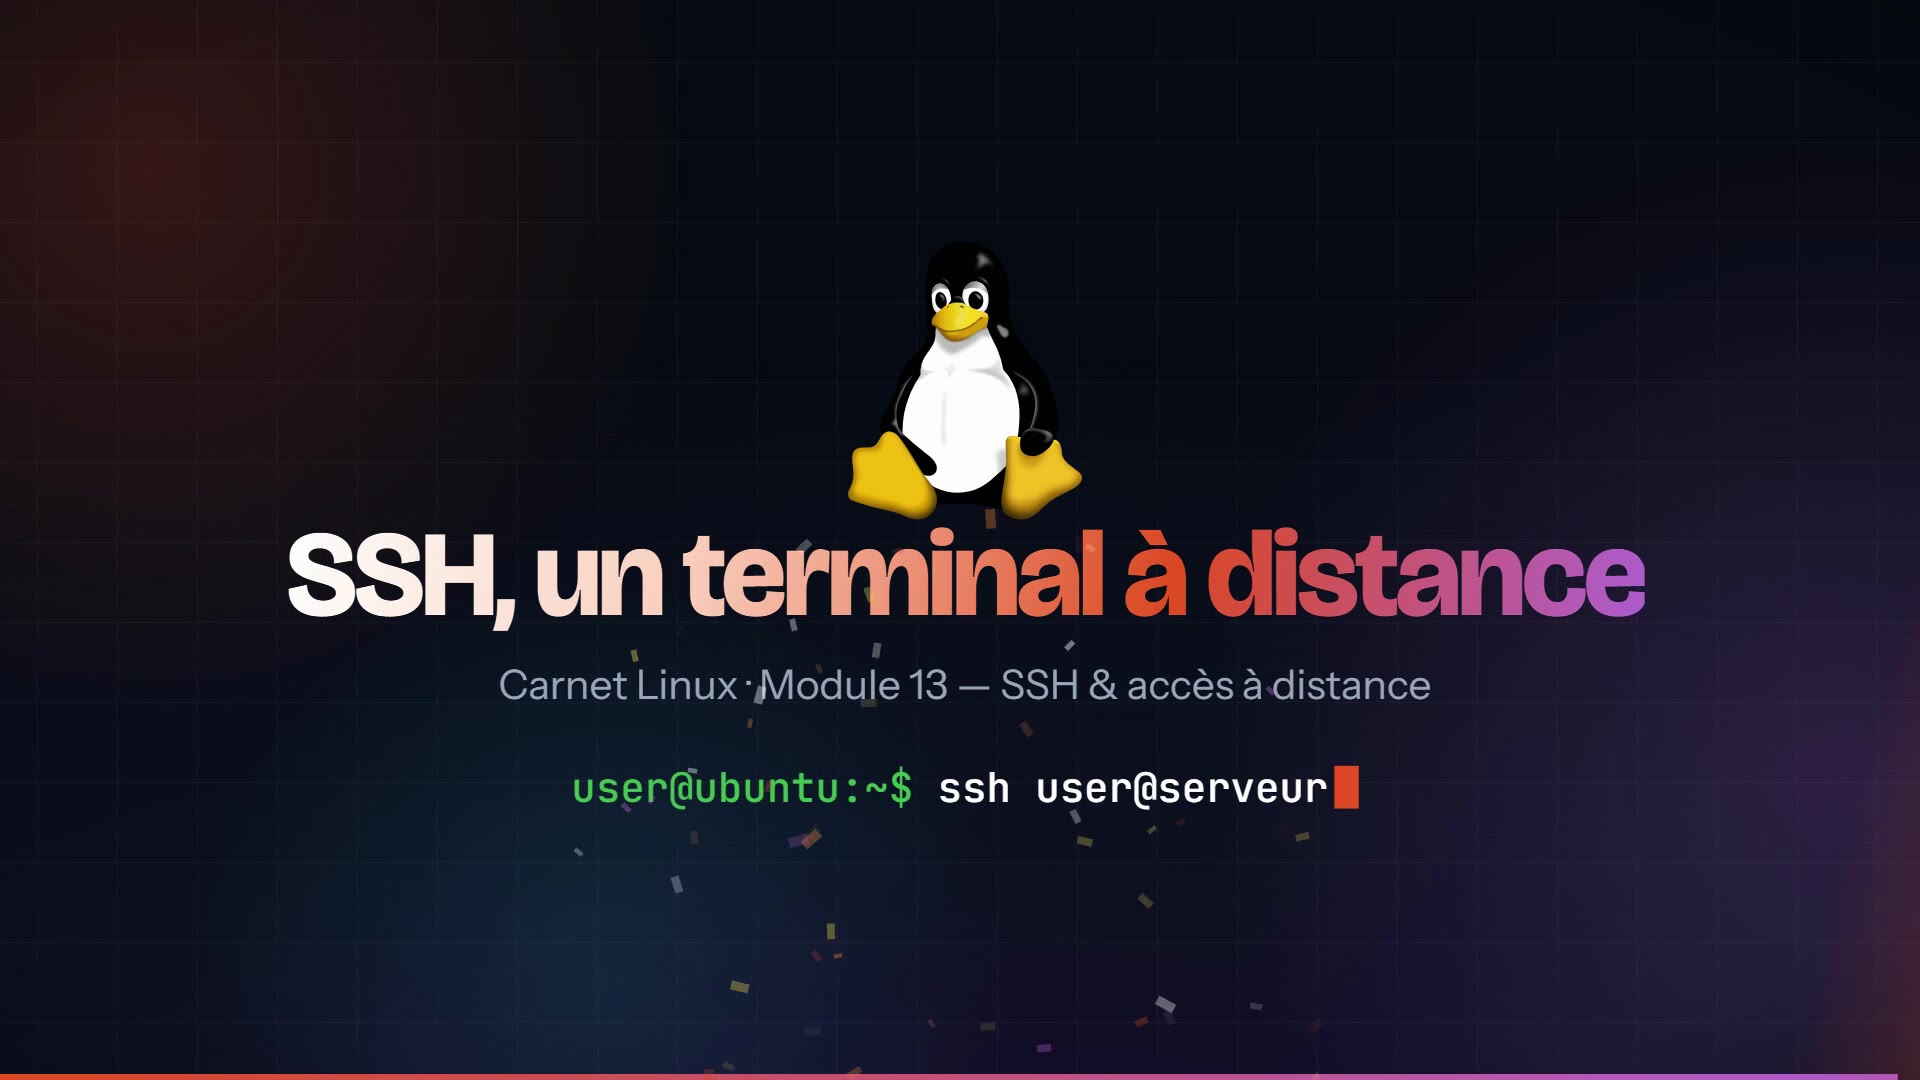 SSH, un terminal à distance
Carnet Linux · Module 13 — SSH & accès à distance
user@ubuntu:~$ ssh user@serveur